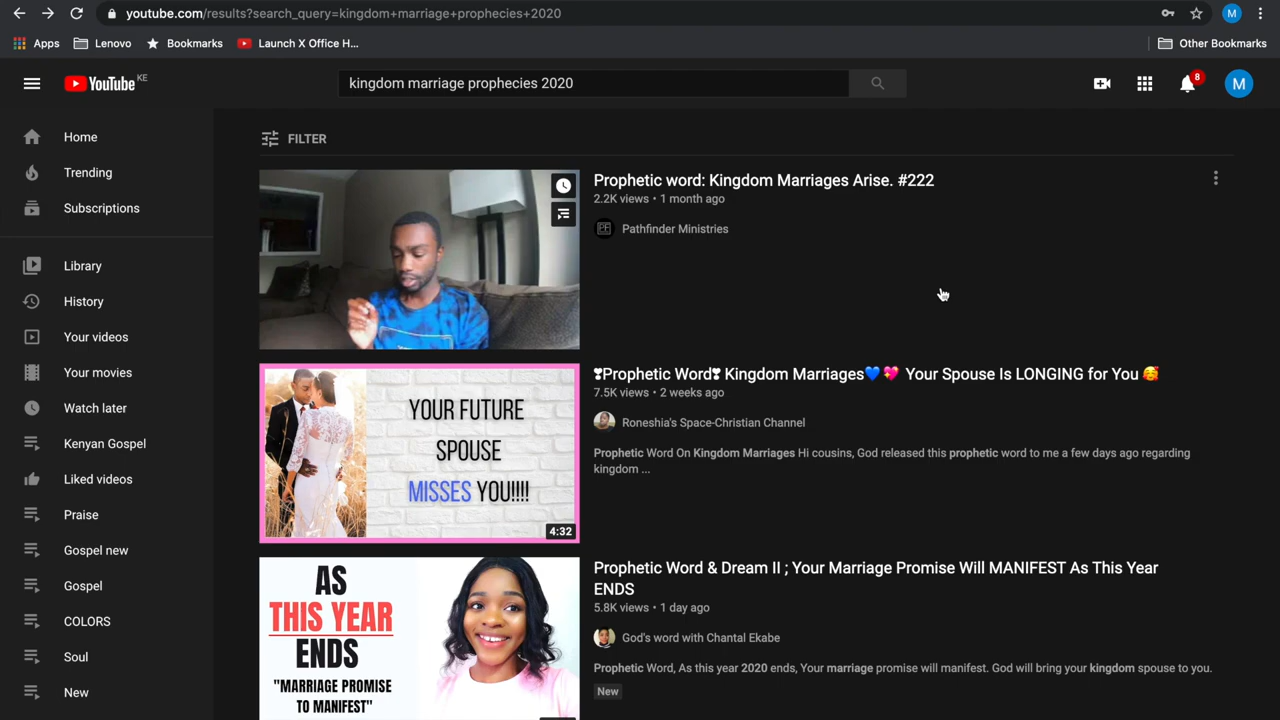 youtube.com/results?search_query=kingdom+marriage+prophecies+2020
M
Apps
Lenovo
Bookmarks
Launch X Office H...
Other Bookmarks
YouTube KE
kingdom marriage prophecies 2020
8
M
Home
Trending
Subscriptions
Library
History
Your videos
Your movies
Watch later
Kenyan Gospel
Liked videos
Praise
Gospel new
Gospel
COLORS
Soul
New
FILTER
Prophetic word: Kingdom Marriages Arise. #222
2.2K views • 1 month ago
PF
Pathfinder Ministries
YOUR FUTURE
SPOUSE
MISSES YOU!!!!
4:32
❣Prophetic Word❣ Kingdom Marriages💙💖 Your Spouse Is LONGING for You 🥰
7.5K views • 2 weeks ago
Roneshia's Space-Christian Channel
Prophetic Word On Kingdom Marriages Hi cousins, God released this prophetic word to me a few days ago regarding
kingdom ...
AS
THIS YEAR
ENDS
"MARRIAGE PROMISE
TO MANIFEST"
Prophetic Word & Dream II ; Your Marriage Promise Will MANIFEST As This Year
ENDS
5.8K views • 1 day ago
God's word with Chantal Ekabe
Prophetic Word, As this year 2020 ends, Your marriage promise will manifest. God will bring your kingdom spouse to you.
New